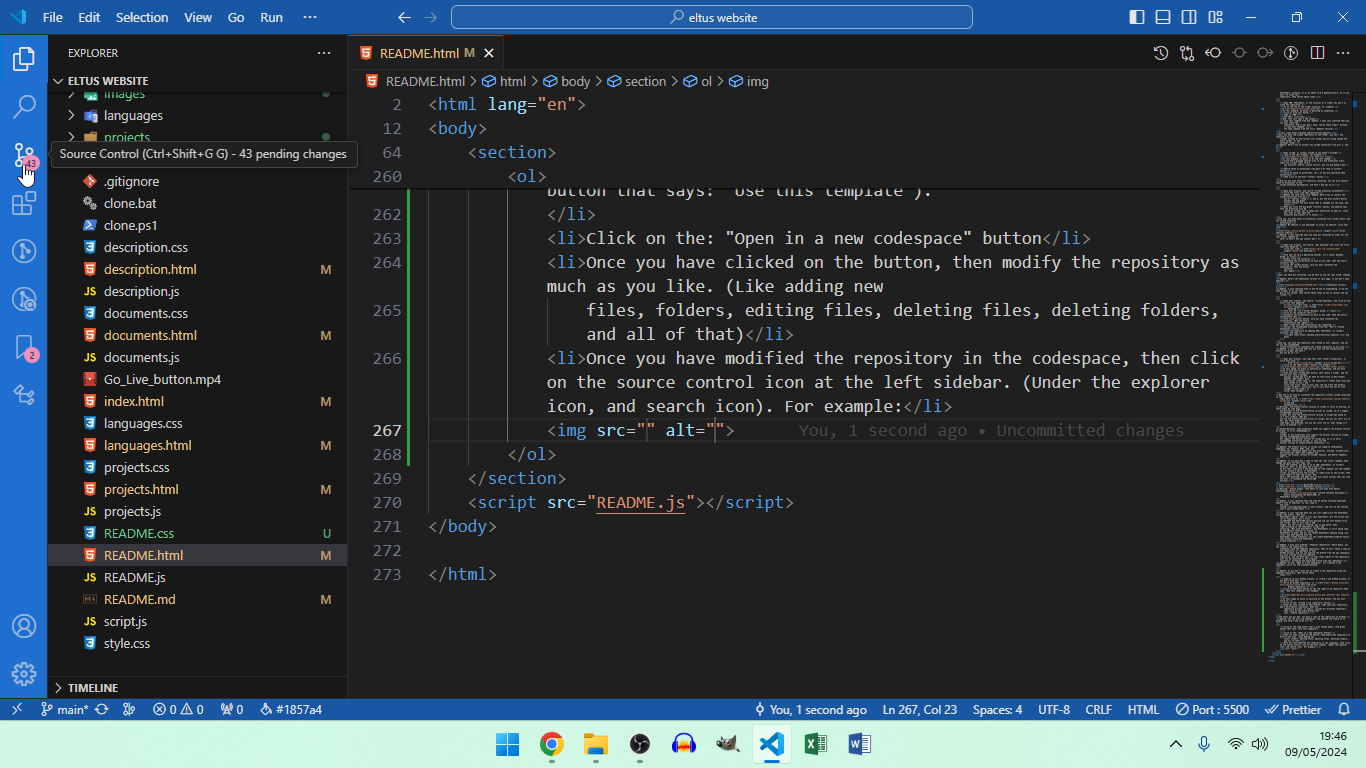 File Edit Selection View Go Run ···
eltus website
EXPLORER
ELTUS WEBSITE
images
languages
projects
Source Control (Ctrl+Shift+G G) - 43 pending changes
43
.gitignore
clone.bat
clone.ps1
description.css
description.html M
description.js
documents.css
documents.html M
documents.js
2
Go_Live_button.mp4
index.html M
languages.css
languages.html M
projects.css
projects.html M
projects.js
README.css U
README.html M
README.js
README.md M
script.js
style.css
TIMELINE
README.html M
README.html > html > body > section > ol > img
2 <html lang="en">
12 <body>
64 <section>
260 <ol>
button that says: "Use this template").
262 </li>
263 <li>Click on the: "Open in a new codespace" button</li>
264 <li>Once you have clicked on the button, then modify the repository as
much as you like. (Like adding new
265 files, folders, editing files, deleting files, deleting folders,
and all of that)</li>
266 <li>Once you have modified the repository in the codespace, then click
on the source control icon at the left sidebar. (Under the explorer
icon, and search icon). For example:</li>
267 <img src="" alt=""> You, 1 second ago • Uncommitted changes
268 </ol>
269 </section>
270 <script src="README.js"></script>
271 </body>
272
273 </html>
main* 0 0 0 #1857a4 You, 1 second ago Ln 267, Col 23 Spaces: 4 UTF-8 CRLF HTML Port : 5500 Prettier
19:46
09/05/2024